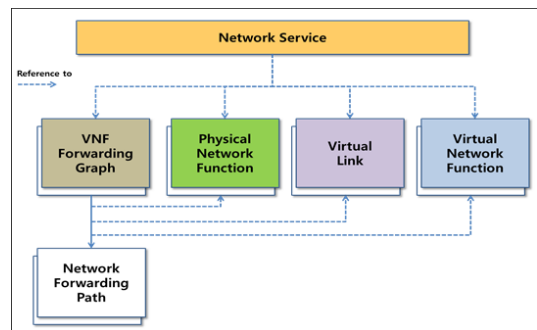 Network Service
Reference to
VNF
Forwarding
Graph
Physical
Network
Function
Virtual
Link
Virtual
Network
Function
Network
Forwarding
Path